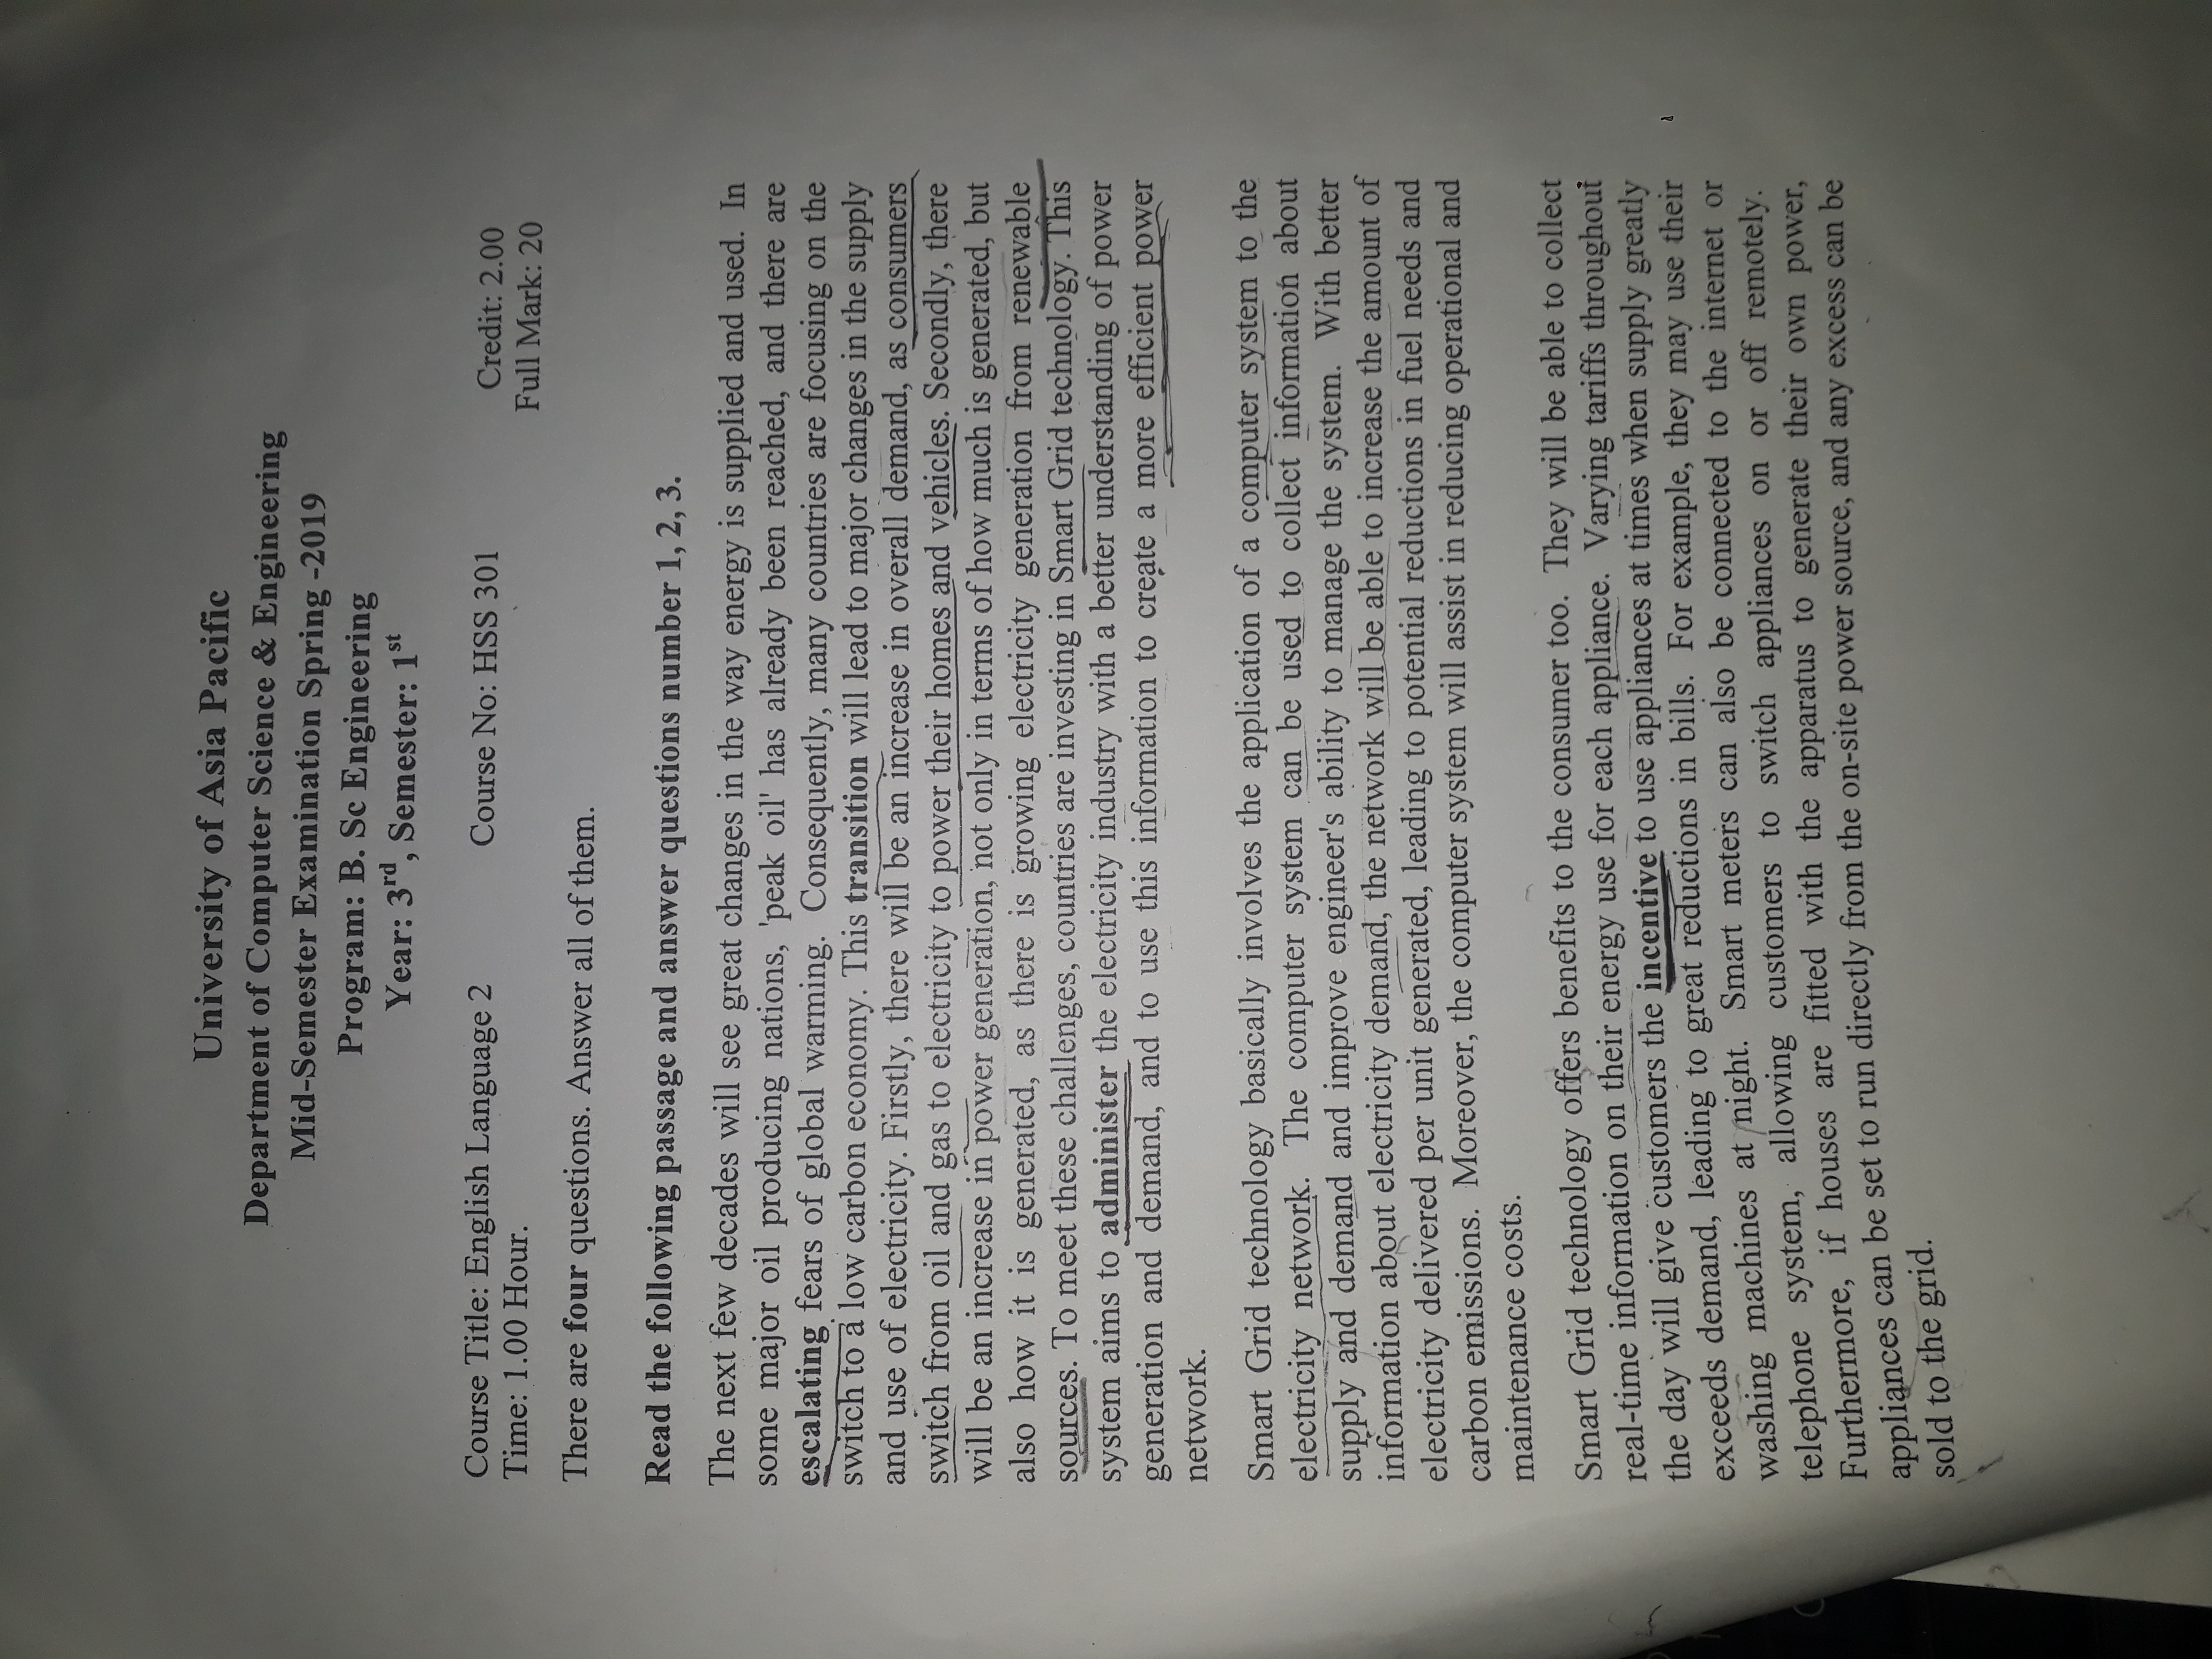 University of Asia Pacific
Department of Computer Science & Engineering
Mid-Semester Examination Spring -2019
Program: B. Sc Engineering
Year: 3rd, Semester: 1st
Course Title: English Language 2 Course No: HSS 301 Credit: 2.00
Time: 1.00 Hour. Full Mark: 20
There are four questions. Answer all of them.
Read the following passage and answer questions number 1, 2, 3.
The next few decades will see great changes in the way energy is supplied and used. In
some major oil producing nations, 'peak oil' has already been reached, and there are
escalating fears of global warming. Consequently, many countries are focusing on the
switch to a low carbon economy. This transition will lead to major changes in the supply
and use of electricity. Firstly, there will be an increase in overall demand, as consumers
switch from oil and gas to electricity to power their homes and vehicles. Secondly, there
will be an increase in power generation, not only in terms of how much is generated, but
also how it is generated, as there is growing electricity generation from renewable
sources. To meet these challenges, countries are investing in Smart Grid technology. This
system aims to administer the electricity industry with a better understanding of power
generation and demand, and to use this information to create a more efficient power
network.
Smart Grid technology basically involves the application of a computer system to the
electricity network. The computer system can be used to collect information about
supply and demand and improve engineer's ability to manage the system. With better
information about electricity demand, the network will be able to increase the amount of
electricity delivered per unit generated, leading to potential reductions in fuel needs and
carbon emissions. Moreover, the computer system will assist in reducing operational and
maintenance costs.
Smart Grid technology offers benefits to the consumer too. They will be able to collect
real-time information on their energy use for each appliance. Varying tariffs throughout
the day will give customers the incentive to use appliances at times when supply greatly
exceeds demand, leading to great reductions in bills. For example, they may use their
washing machines at night. Smart meters can also be connected to the internet or
telephone system, allowing customers to switch appliances on or off remotely.
Furthermore, if houses are fitted with the apparatus to generate their own power,
appliances can be set to run directly from the on-site power source, and any excess can be
sold to the grid.